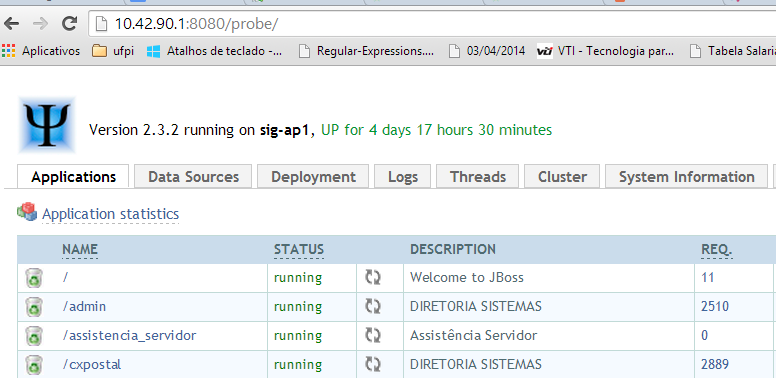 10.42.90.1:8080/probe/
Aplicativos ufpi Atalhos de teclado -... Regular-Expressions.... 03/04/2014 VTI - Tecnologia par... Tabela Salaria
Version 2.3.2 running on sig-ap1, UP for 4 days 17 hours 30 minutes
Applications Data Sources Deployment Logs Threads Cluster System Information
Application statistics
NAME STATUS DESCRIPTION REQ.
/ running Welcome to JBoss 11
/admin running DIRETORIA SISTEMAS 2510
/assistencia_servidor running Assistência Servidor 0
/cxpostal running DIRETORIA SISTEMAS 2889